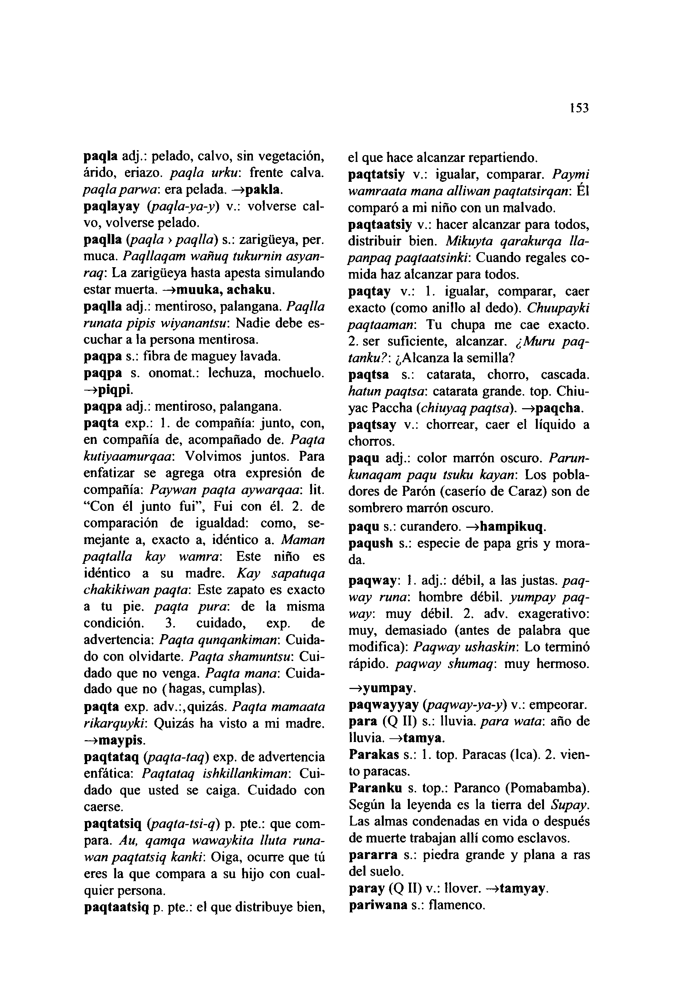 153
paqla adj.: pelado, calvo, sin vegetación,
árido, eriazo. paqla urku: frente calva.
paqla parwa: era pelada. →pakla.
paqlayay (paqla-ya-y) v.: volverse cal-
vo, volverse pelado.
paqlla (paqla › paqlla) s.: zarigüeya, per.
muca. Paqllaqam wañuq tukurnin asyan-
raq: La zarigüeya hasta apesta simulando
estar muerta. →muuka, achaku.
paqlla adj.: mentiroso, palangana. Paqlla
runata pipis wiyanantsu: Nadie debe es-
cuchar a la persona mentirosa.
paqpa s.: fibra de maguey lavada.
paqpa s. onomat.: lechuza, mochuelo.
→piqpi.
paqpa adj.: mentiroso, palangana.
paqta exp.: 1. de compañía: junto, con,
en compañía de, acompañado de. Paqta
kutiyaamurqaa: Volvimos juntos. Para
enfatizar se agrega otra expresión de
compañía: Paywan paqta aywarqaa: lit.
“Con él junto fui”, Fui con él. 2. de
comparación de igualdad: como, se-
mejante a, exacto a, idéntico a. Maman
paqtalla kay wamra: Este niño es
idéntico a su madre. Kay sapatuqa
chakikiwan paqta: Este zapato es exacto
a tu pie. paqta pura: de la misma
condición. 3. cuidado, exp. de
advertencia: Paqta qunqankiman: Cuida-
do con olvidarte. Paqta shamuntsu: Cui-
dado que no venga. Paqta mana: Cuida-
dado que no (hagas, cumplas).
paqta exp. adv.:,quizás. Paqta mamaata
rikarquyki: Quizás ha visto a mi madre.
→maypis.
paqtataq (paqta-taq) exp. de advertencia
enfática: Paqtataq ishkillankiman: Cui-
dado que usted se caiga. Cuidado con
caerse.
paqtatsiq (paqta-tsi-q) p. pte.: que com-
para. Au, qamqa wawaykita lluta runa-
wan paqtatsiq kanki: Oiga, ocurre que tú
eres la que compara a su hijo con cual-
quier persona.
paqtaatsiq p. pte.: el que distribuye bien,
el que hace alcanzar repartiendo.
paqtatsiy v.: igualar, comparar. Paymi
wamraata mana alliwan paqtatsirqan: Él
comparó a mi niño con un malvado.
paqtaatsiy v.: hacer alcanzar para todos,
distribuir bien. Mikuyta qarakurqa lla-
panpaq paqtaatsinki: Cuando regales co-
mida haz alcanzar para todos.
paqtay v.: 1. igualar, comparar, caer
exacto (como anillo al dedo). Chuupayki
paqtaaman: Tu chupa me cae exacto.
2. ser suficiente, alcanzar. ¿Muru paq-
tanku?: ¿Alcanza la semilla?
paqtsa s.: catarata, chorro, cascada.
hatun paqtsa: catarata grande. top. Chiu-
yac Paccha (chiuyaq paqtsa). →paqcha.
paqtsay v.: chorrear, caer el líquido a
chorros.
paqu adj.: color marrón oscuro. Parun-
kunaqam paqu tsuku kayan: Los pobla-
dores de Parón (caserío de Caraz) son de
sombrero marrón oscuro.
paqu s.: curandero. →hampikuq.
paqush s.: especie de papa gris y mora-
da.
paqway: 1. adj.: débil, a las justas. paq-
way runa: hombre débil. yumpay paq-
way: muy débil. 2. adv. exagerativo:
muy, demasiado (antes de palabra que
modifica): Paqway ushaskin: Lo terminó
rápido. paqway shumaq: muy hermoso.
→yumpay.
paqwayyay (paqway-ya-y) v.: empeorar.
para (Q II) s.: lluvia. para wata: año de
lluvia. →tamya.
Parakas s.: 1. top. Paracas (Ica). 2. vien-
to paracas.
Paranku s. top.: Paranco (Pomabamba).
Según la leyenda es la tierra del Supay.
Las almas condenadas en vida o después
de muerte trabajan allí como esclavos.
pararra s.: piedra grande y plana a ras
del suelo.
paray (Q II) v.: llover. →tamyay.
pariwana s.: flamenco.